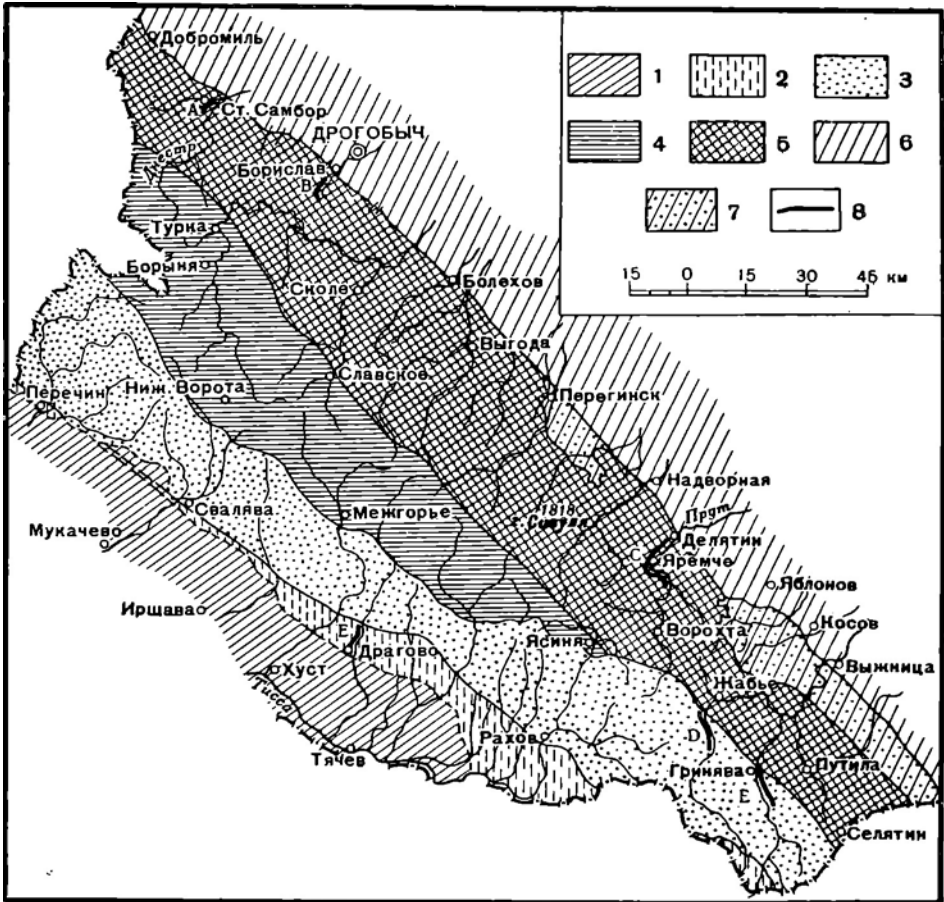 Добромиль
А
Ст. Самбор
ДРОГОБЫЧ
Днестр
Борислав
В
Турка
Борыня
Сколе
Болехов
Выгода
Славское
Перечин
Ниж Ворота
Перегинск
Надворная
Свалява
Межгорье
1818
г. Сивуля
Прут
Делятин
С
Яремче
Мукачево
Яблонов
Иршава
Косов
Ворохта
Е
Драгово
Ясиня
Выжница
Хуст
Жабье
Тисса
Рахов
D
Тячев
Гринява
Путила
Е
Селятин
1
2
3
4
5
6
7
8
15 0 15 30 45 км